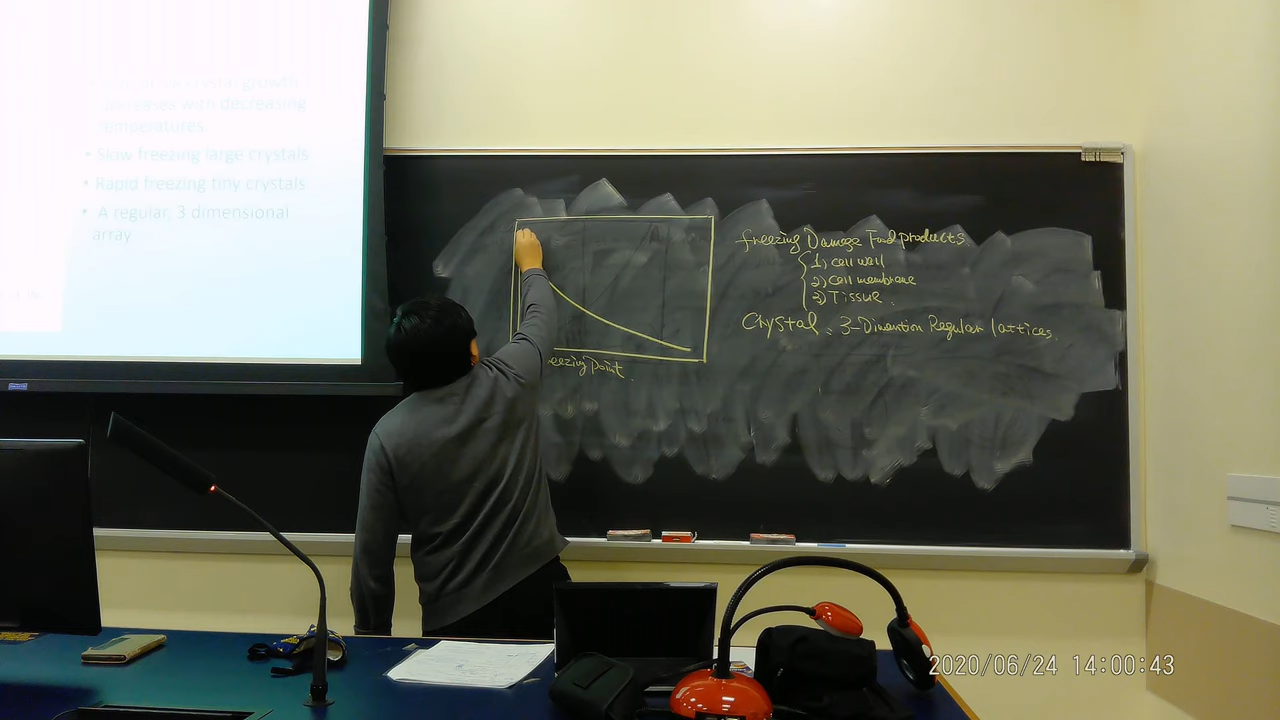 crystal growth
decreases with decreasing
temperatures
• Slow freezing large crystals
• Rapid freezing tiny crystals
• A regular, 3 dimensional
array
eezing point.
freezing Damage Food products.
1) cell wall
2) cell membrane
3) Tissue.
Crystal: 3-Dimention Regular lattices.
2020/06/24 14:00:43